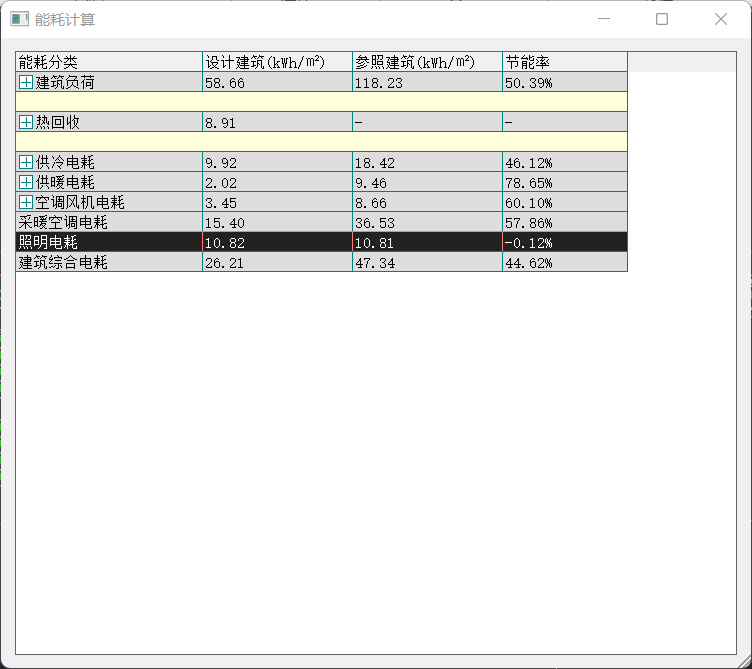 能耗计算
能耗分类 设计建筑(kWh/㎡) 参照建筑(kWh/㎡) 节能率
建筑负荷 58.66 118.23 50.39%
热回收 8.91 - -
供冷电耗 9.92 18.42 46.12%
供暖电耗 2.02 9.46 78.65%
空调风机电耗 3.45 8.66 60.10%
采暖空调电耗 15.40 36.53 57.86%
照明电耗 10.82 10.81 -0.12%
建筑综合电耗 26.21 47.34 44.62%